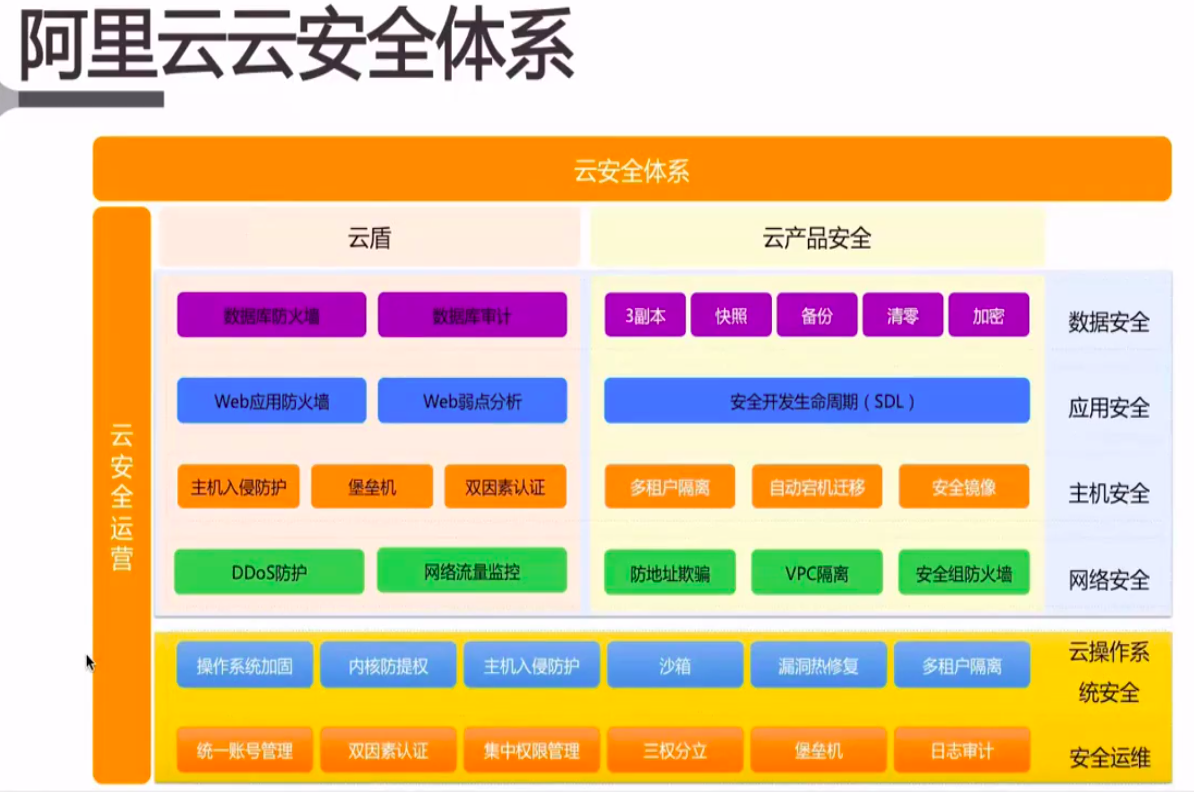 阿里云云安全体系
云安全体系
云安全运营
云盾
云产品安全
数据库防火墙
数据库审计
3副本
快照
备份
清零
加密
数据安全
Web应用防火墙
Web弱点分析
安全开发生命周期（SDL）
应用安全
主机入侵防护
堡垒机
双因素认证
多租户隔离
自动宕机迁移
安全镜像
主机安全
DDoS防护
网络流量监控
防地址欺骗
VPC隔离
安全组防火墙
网络安全
操作系统加固
内核防提权
主机入侵防护
沙箱
漏洞热修复
多租户隔离
云操作系
统安全
统一账号管理
双因素认证
集中权限管理
三权分立
堡垒机
日志审计
安全运维